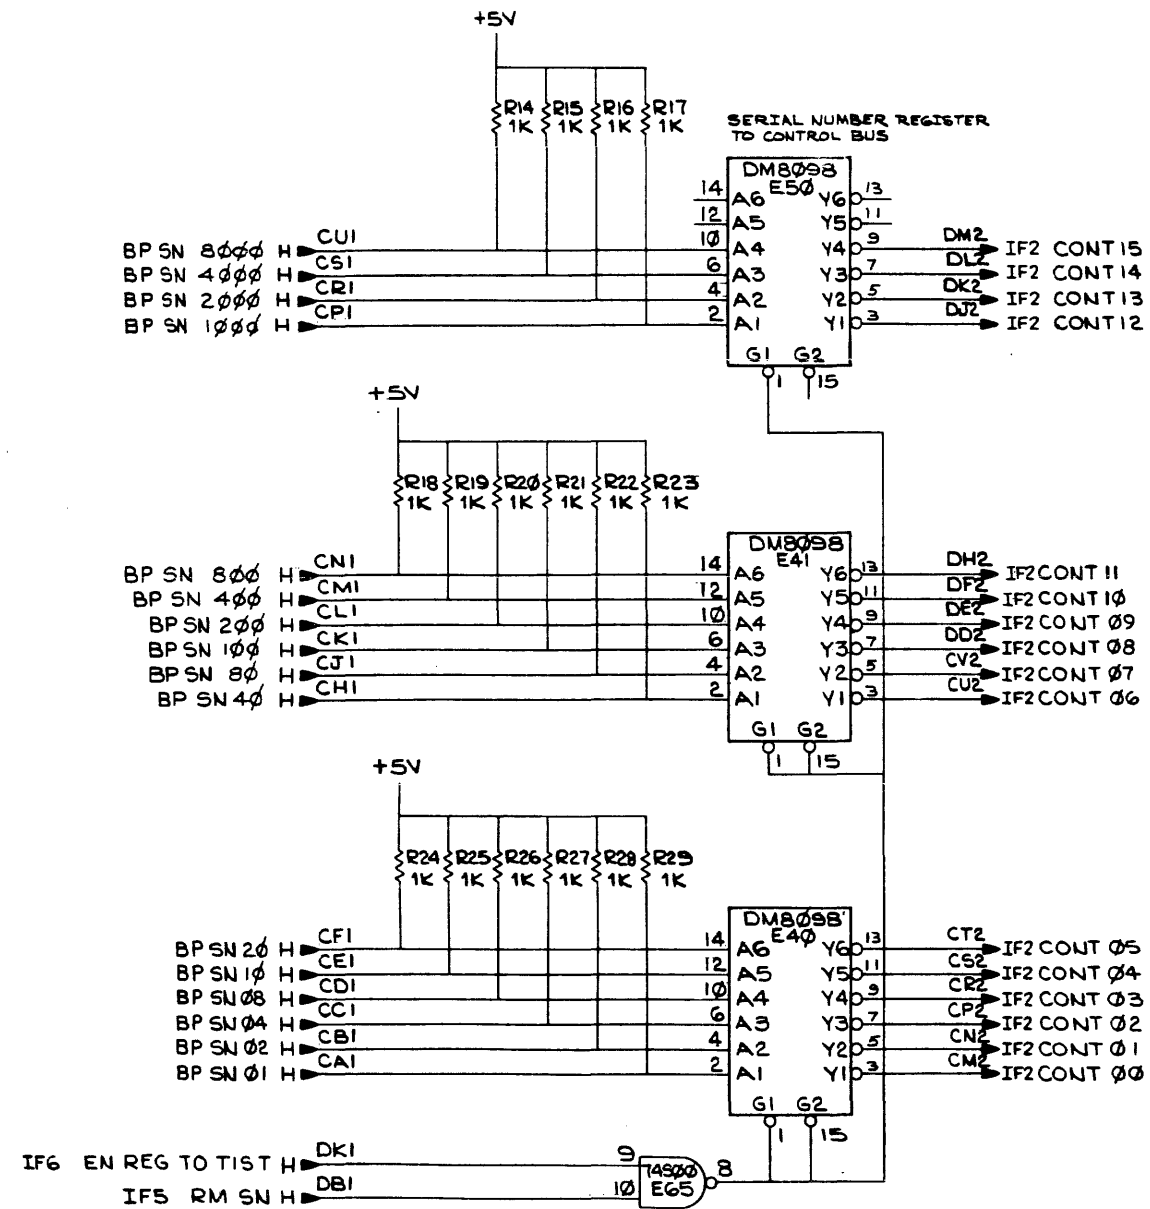 +5V
R14 R15 R16 R17
1K 1K 1K 1K
SERIAL NUMBER REGISTER
TO CONTROL BUS
DM8Ø98
E5Ø
14 A6 Y6 13
12 A5 Y5 11
BP SN 8ØØØ H CU1 1Ø A4 Y4 9 DM2 IF2 CONT 15
BP SN 4ØØØ H CS1 6 A3 Y3 7 DL2 IF2 CONT 14
BP SN 2ØØØ H CR1 4 A2 Y2 5 DK2 IF2 CONT 13
BP SN 1ØØØ H CP1 2 A1 Y1 3 DJ2 IF2 CONT 12
G1 G2
1 15
+5V
R18 R19 R2Ø R21 R22 R23
1K 1K 1K 1K 1K 1K
DM8Ø98
E41
BP SN 8ØØ H CN1 14 A6 Y6 13 DH2 IF2 CONT 11
BP SN 4ØØ H CM1 12 A5 Y5 11 DF2 IF2 CONT 1Ø
BP SN 2ØØ H CL1 1Ø A4 Y4 9 DE2 IF2 CONT Ø9
BP SN 1ØØ H CK1 6 A3 Y3 7 DD2 IF2 CONT Ø8
BP SN 8Ø H CJ1 4 A2 Y2 5 CV2 IF2 CONT Ø7
BP SN 4Ø H CH1 2 A1 Y1 3 CU2 IF2 CONT Ø6
G1 G2
1 15
+5V
R24 R25 R26 R27 R28 R29
1K 1K 1K 1K 1K 1K
DM8Ø98
E4Ø
BP SN 2Ø H CF1 14 A6 Y6 13 CT2 IF2 CONT Ø5
BP SN 1Ø H CE1 12 A5 Y5 11 CS2 IF2 CONT Ø4
BP SN Ø8 H CD1 1Ø A4 Y4 9 CR2 IF2 CONT Ø3
BP SN Ø4 H CC1 6 A3 Y3 7 CP2 IF2 CONT Ø2
BP SN Ø2 H CB1 4 A2 Y2 5 CN2 IF2 CONT Ø1
BP SN Ø1 H CA1 2 A1 Y1 3 CM2 IF2 CONT ØØ
G1 G2
1 15
IF6 EN REG TO T1ST H DK1 9 74SØØ 8
IF5 RM SN H DB1 1Ø E65